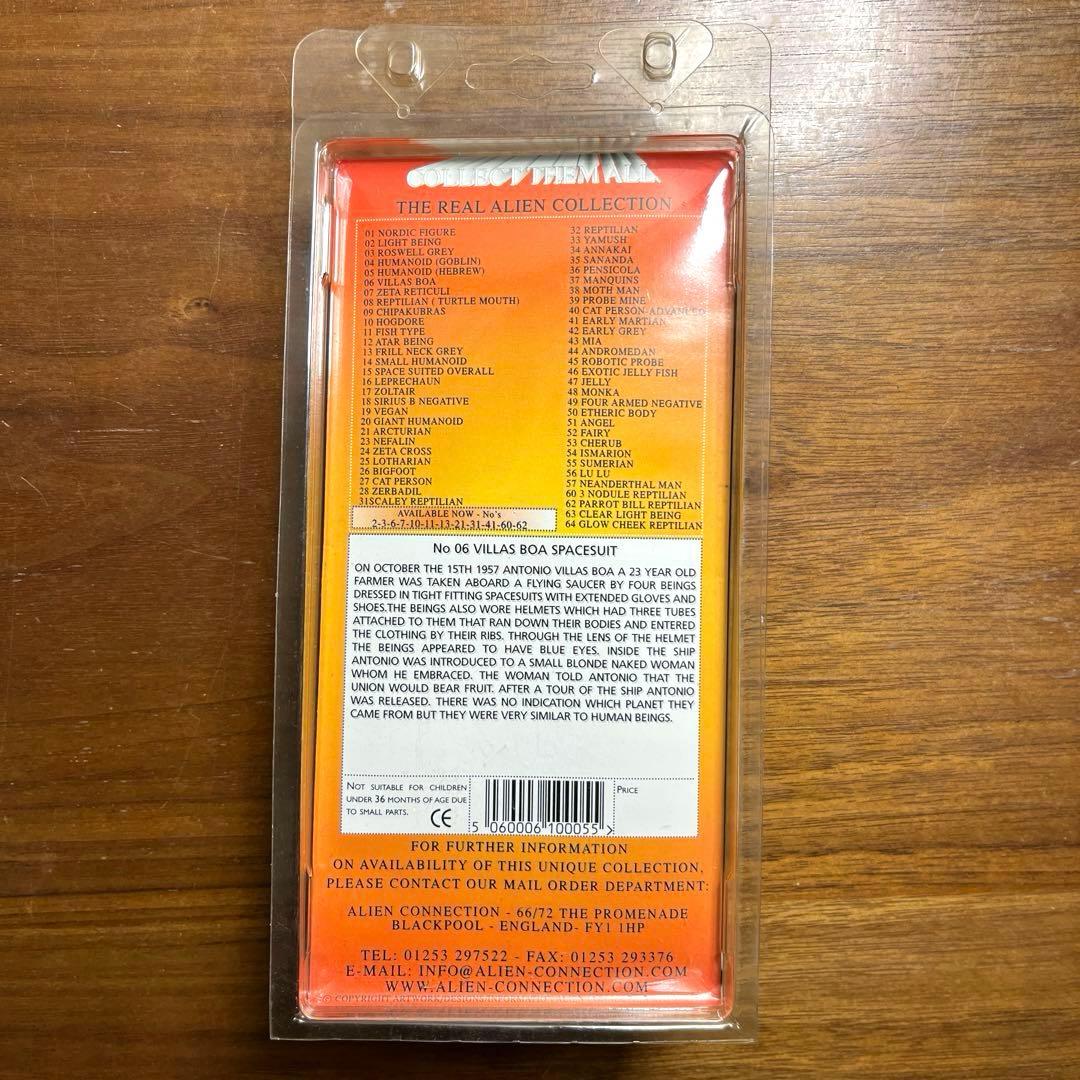 COLLECT THEM ALL
THE REAL ALIEN COLLECTION
01 NORDIC FIGURE
02 LIGHT BEING
03 ROSWELL GREY
04 HUMANOID (GOBLIN)
05 HUMANOID (HEBREW)
06 VILLAS BOA
07 ZETA RETICULI
08 REPTILIAN ( TURTLE MOUTH)
09 CHIPAKUBRAS
10 HOGDORE
11 FISH TYPE
12 ATAR BEING
13 FRILL NECK GREY
14 SMALL HUMANOID
15 SPACE SUITED OVERALL
16 LEPRECHAUN
17 ZOLTAIR
18 SIRIUS B NEGATIVE
19 VEGAN
20 GIANT HUMANOID
21 ARCTURIAN
23 NEFALIN
24 ZETA CROSS
25 LOTHARIAN
26 BIGFOOT
27 CAT PERSON
28 ZERBADIL
31SCALEY REPTILIAN
32 REPTILIAN
33 YAMUSH
34 ANNAKAI
35 SANANDA
36 PENSICOLA
37 MANQUINS
38 MOTH MAN
39 PROBE MINE
40 CAT PERSON-ADVANCED
41 EARLY MARTIAN
42 EARLY GREY
43 MIA
44 ANDROMEDAN
45 ROBOTIC PROBE
46 EXOTIC JELLY FISH
47 JELLY
48 MONKA
49 FOUR ARMED NEGATIVE
50 ETHERIC BODY
51 ANGEL
52 FAIRY
53 CHERUB
54 ISMARION
55 SUMERIAN
56 LU LU
57 NEANDERTHAL MAN
60 3 NODULE REPTILIAN
62 PARROT BILL REPTILIAN
63 CLEAR LIGHT BEING
64 GLOW CHEEK REPTILIAN
AVAILABLE NOW - No's
2-3-6-7-10-11-13-21-31-41-60-62
No 06 VILLAS BOA SPACESUIT
ON OCTOBER THE 15TH 1957 ANTONIO VILLAS BOA A 23 YEAR OLD
FARMER WAS TAKEN ABOARD A FLYING SAUCER BY FOUR BEINGS
DRESSED IN TIGHT FITTING SPACESUITS WITH EXTENDED GLOVES AND
SHOES.THE BEINGS ALSO WORE HELMETS WHICH HAD THREE TUBES
ATTACHED TO THEM THAT RAN DOWN THEIR BODIES AND ENTERED
THE CLOTHING BY THEIR RIBS. THROUGH THE LENS OF THE HELMET
THE BEINGS APPEARED TO HAVE BLUE EYES. INSIDE THE SHIP
ANTONIO WAS INTRODUCED TO A SMALL BLONDE NAKED WOMAN
WHOM HE EMBRACED. THE WOMAN TOLD ANTONIO THAT THE
UNION WOULD BEAR FRUIT. AFTER A TOUR OF THE SHIP ANTONIO
WAS RELEASED. THERE WAS NO INDICATION WHICH PLANET THEY
CAME FROM BUT THEY WERE VERY SIMILAR TO HUMAN BEINGS.
NOT SUITABLE FOR CHILDREN
UNDER 36 MONTHS OF AGE DUE
TO SMALL PARTS. CE
5 060006 100055 >
PRICE
FOR FURTHER INFORMATION
ON AVAILABILITY OF THIS UNIQUE COLLECTION,
PLEASE CONTACT OUR MAIL ORDER DEPARTMENT:
ALIEN CONNECTION - 66/72 THE PROMENADE
BLACKPOOL - ENGLAND- FY1 1HP
TEL: 01253 297522 - FAX: 01253 293376
E-MAIL: INFO@ALIEN-CONNECTION.COM
WWW.ALIEN-CONNECTION.COM
© COPYRIGHT ARTWORK/DESIGNS/